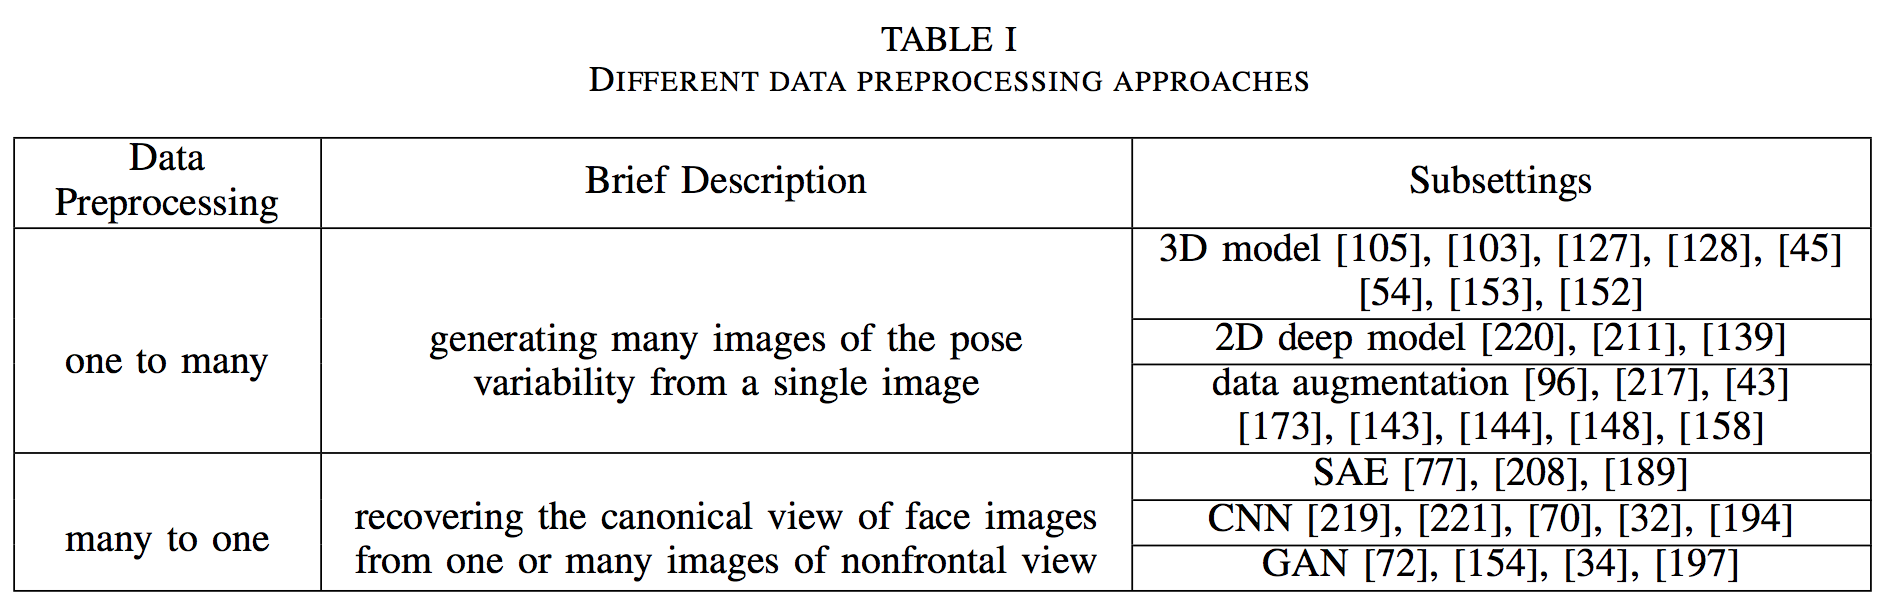 TABLE I
DIFFERENT DATA PREPROCESSING APPROACHES
Data
Preprocessing
Brief Description
Subsettings
one to many
generating many images of the pose
variability from a single image
3D model [105], [103], [127], [128], [45]
[54], [153], [152]
2D deep model [220], [211], [139]
data augmentation [96], [217], [43]
[173], [143], [144], [148], [158]
many to one
recovering the canonical view of face images
from one or many images of nonfrontal view
SAE [77], [208], [189]
CNN [219], [221], [70], [32], [194]
GAN [72], [154], [34], [197]